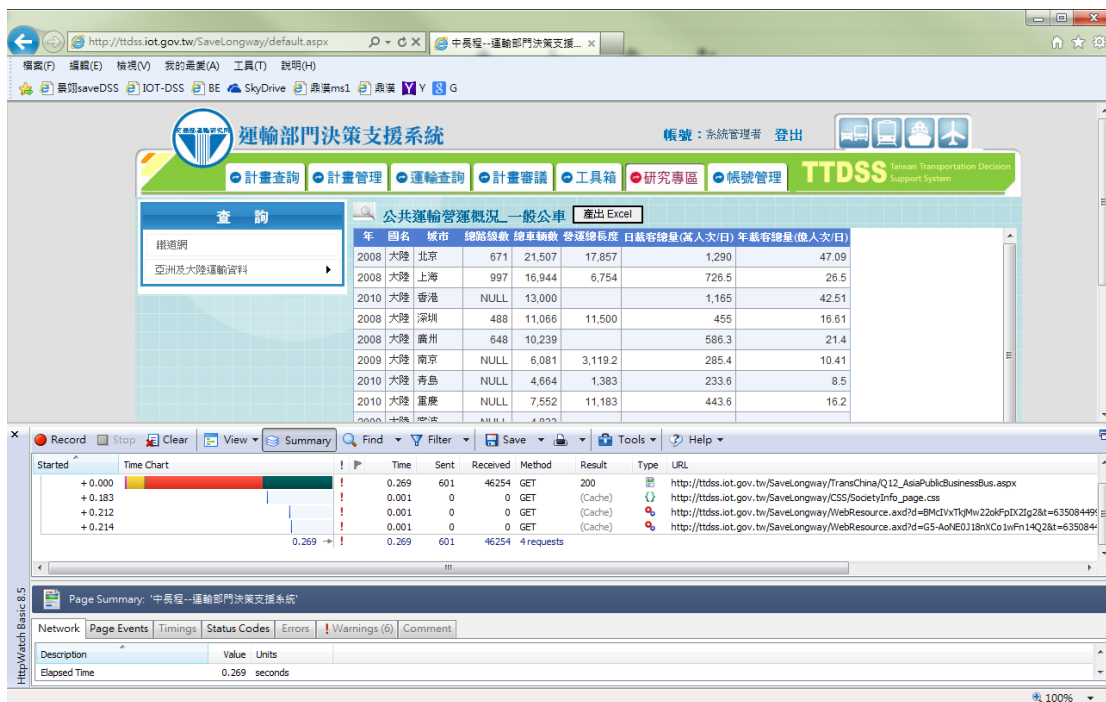 http://ttdss.iot.gov.tw/SaveLongway/default.aspx
中長程--運輸部門決策支援...
檔案(F) 編輯(E) 檢視(V) 我的最愛(A) 工具(T) 說明(H)
景翊saveDSS IOT-DSS BE SkyDrive 鼎漢ms1 鼎漢 Y G
運輸部門決策支援系統 帳號：系統管理者 登出
計畫查詢 計畫管理 運輸查詢 計畫審議 工具箱 研究專區 帳號管理 TTDSS Taiwan Transportation Decision Support System
查 詢
鐵道網
亞洲及大陸運輸資料
公共運輸營運概況_一般公車 產出 Excel
年 國名 城市 總路線數 總車輛數 營運總長度 日載客總量(萬人次/日) 年載客總量(億人次/日)
2008 大陸 北京 671 21,507 17,857 1,290 47.09
2008 大陸 上海 997 16,944 6,754 726.5 26.5
2010 大陸 香港 NULL 13,000 1,165 42.51
2008 大陸 深圳 488 11,066 11,500 455 16.61
2008 大陸 廣州 648 10,239 586.3 21.4
2009 大陸 南京 NULL 6,081 3,119.2 285.4 10.41
2010 大陸 青島 NULL 4,664 1,383 233.6 8.5
2010 大陸 重慶 NULL 7,552 11,183 443.6 16.2
Record Stop Clear View Summary Find Filter Save Tools Help
Started Time Chart ! Time Sent Received Method Result Type URL
+ 0.000 ! 0.269 601 46254 GET 200 http://ttdss.iot.gov.tw/SaveLongway/TransChina/Q12_AsiaPublicBusinessBus.aspx
+ 0.183 ! 0.001 0 0 GET (Cache) http://ttdss.iot.gov.tw/SaveLongway/CSS/SocietyInfo_page.css
+ 0.212 ! 0.001 0 0 GET (Cache) http://ttdss.iot.gov.tw/SaveLongway/WebResource.axd?d=BMcIVxTkjMw22okFpIX2Ig2&t=635084499
+ 0.214 ! 0.001 0 0 GET (Cache) http://ttdss.iot.gov.tw/SaveLongway/WebResource.axd?d=G5-AoNE0J18nXCo1wFn14Q2&t=6350844
0.269 ! 0.269 601 46254 4 requests
HttpWatch Basic 8.5
Page Summary: '中長程--運輸部門決策支援系統'
Network Page Events Timings Status Codes Errors ! Warnings (6) Comment
Description Value Units
Elapsed Time 0.269 seconds
100%